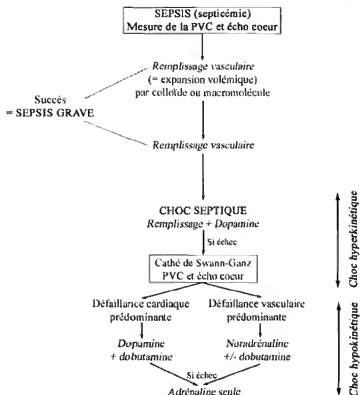 SEPSIS (septicémie)
Mesure de la PVC et écho coeur
Remplissage vasculaire
(= expansion volémique)
par colloïde ou macromolécule
Succès
= SEPSIS GRAVE
Remplissage vasculaire
CHOC SEPTIQUE
Remplissage + Dopamine
Si échec
Cathé de Swann-Ganz
PVC et écho coeur
Défaillance cardiaque
prédominante
Défaillance vasculaire
prédominante
Dopamine
+ dobutamine
Noradrénaline
+/- dobutamine
Si échec
Adrénaline seule
Choc hyperkinétique
Choc hypokinétique